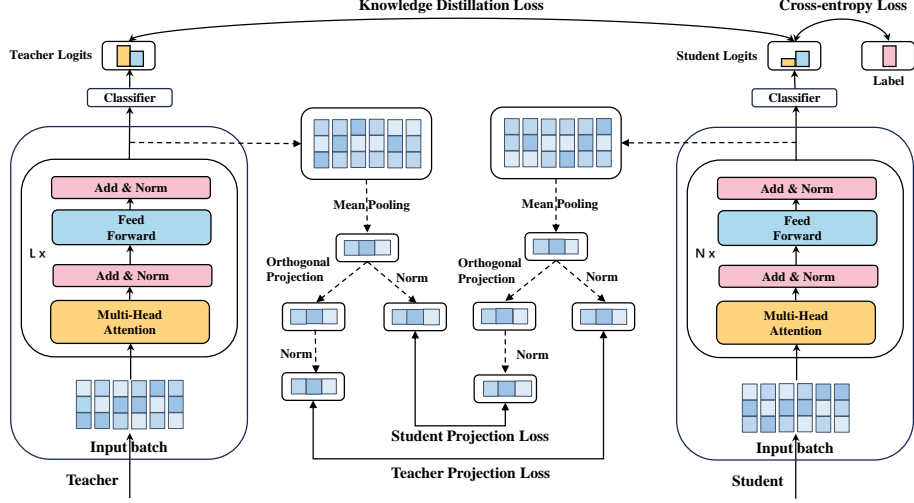 Knowledge Distillation Loss
Cross-entropy Loss
Teacher Logits
Student Logits
Label
Classifier
Classifier
Add & Norm
Feed
Forward
L x
Add & Norm
Multi-Head
Attention
Input batch
Teacher
Mean Pooling
Orthogonal
Projection
Norm
Norm
Mean Pooling
Orthogonal
Projection
Norm
Norm
Student Projection Loss
Teacher Projection Loss
Add & Norm
Feed
Forward
N x
Add & Norm
Multi-Head
Attention
Input batch
Student